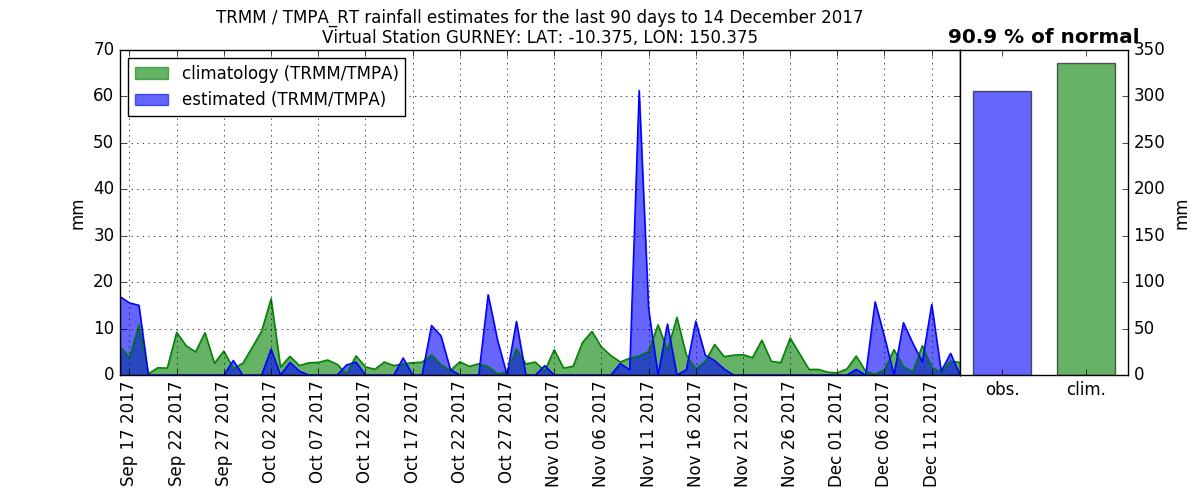 TRMM / TMPA_RT rainfall estimates for the last 90 days to 14 December 2017
Virtual Station GURNEY: LAT: -10.375, LON: 150.375
90.9 % of normal
climatology (TRMM/TMPA)
estimated (TRMM/TMPA)
70
60
50
40
30
20
10
0
mm
350
300
250
200
150
100
50
0
mm
Sep 17 2017
Sep 22 2017
Sep 27 2017
Oct 02 2017
Oct 07 2017
Oct 12 2017
Oct 17 2017
Oct 22 2017
Oct 27 2017
Nov 01 2017
Nov 06 2017
Nov 11 2017
Nov 16 2017
Nov 21 2017
Nov 26 2017
Dec 01 2017
Dec 06 2017
Dec 11 2017
obs.
clim.